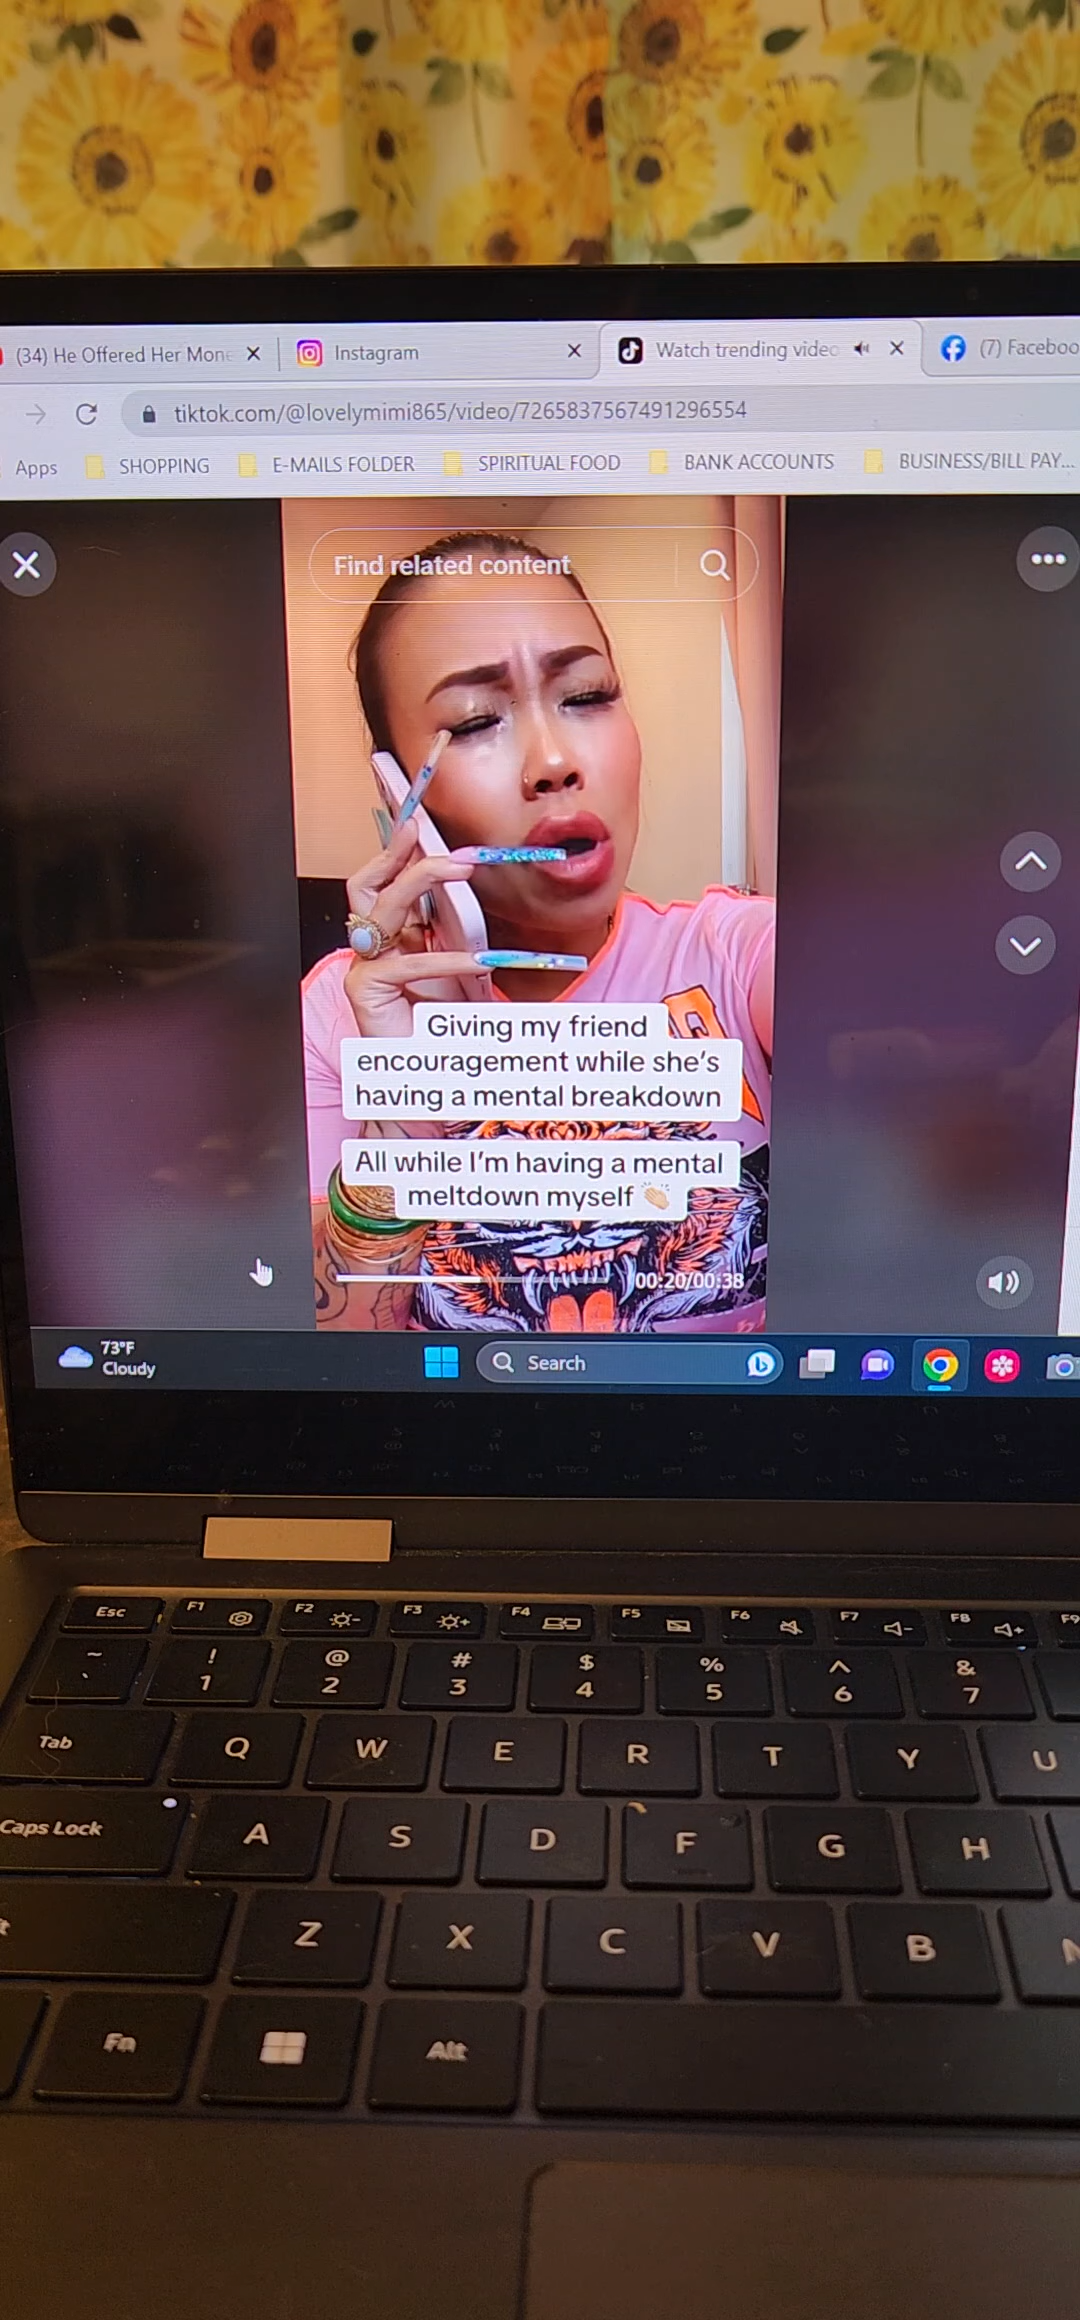 (34) He Offered Her Mone
Instagram
Watch trending video
(7) Faceboo
tiktok.com/@lovelymimi865/video/7265837567491296554
Apps
SHOPPING
E-MAILS FOLDER
SPIRITUAL FOOD
BANK ACCOUNTS
BUSINESS/BILL PAY...
Find related content
Giving my friend
encouragement while she's
having a mental breakdown
All while I'm having a mental
meltdown myself 👏🏼
00:20/00:38
73°F
Cloudy
Search
Esc F1 F2 F3 F4 F5 F6 F7 F8 F9
~ ! @ # $ % ^ &
` 1 2 3 4 5 6 7
Tab Q W E R T Y U
Caps Lock A S D F G H
Z X C V B N
Fn Alt